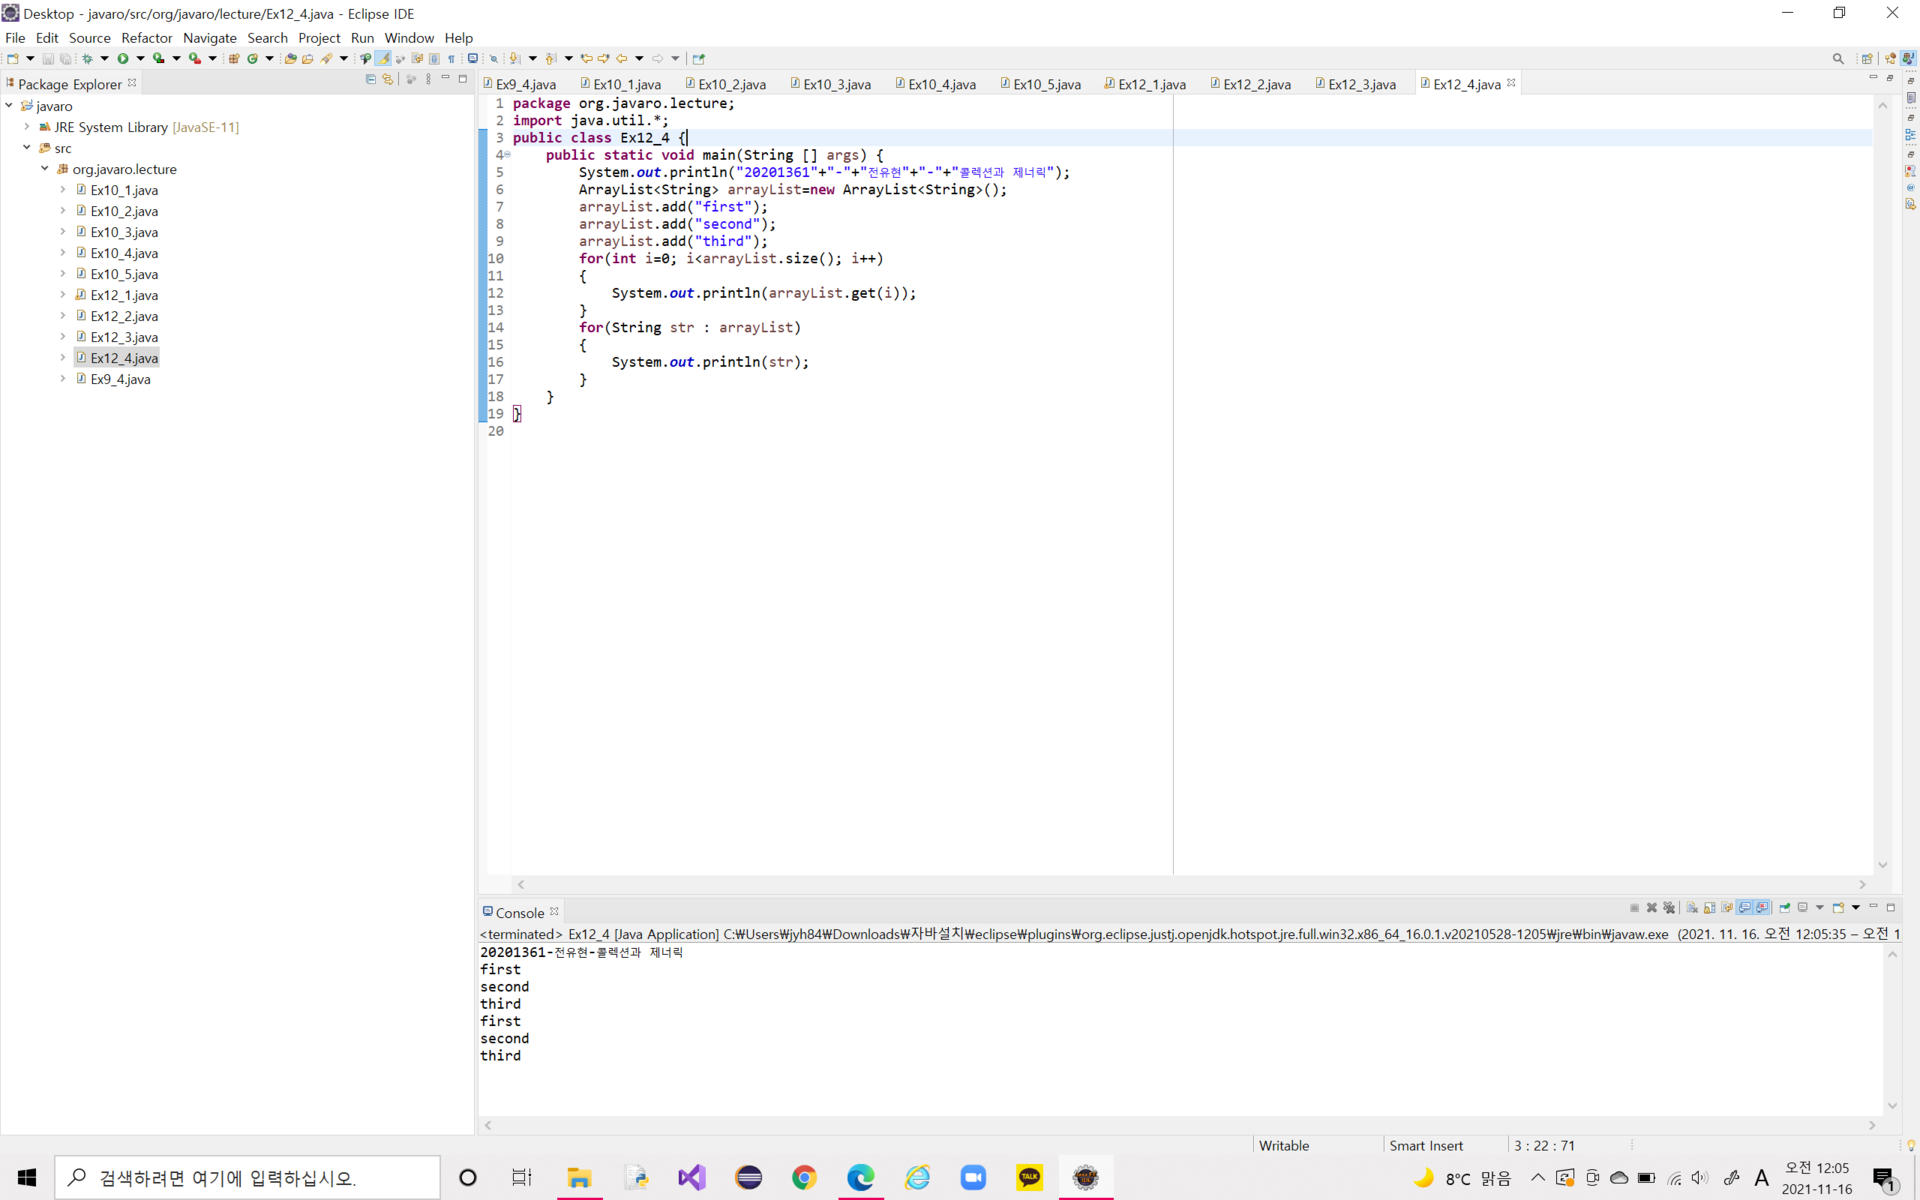 Desktop - javaro/src/org/javaro/lecture/Ex12_4.java - Eclipse IDE
File Edit Source Refactor Navigate Search Project Run Window Help
Package Explorer
javaro
JRE System Library [JavaSE-11]
src
org.javaro.lecture
Ex10_1.java
Ex10_2.java
Ex10_3.java
Ex10_4.java
Ex10_5.java
Ex12_1.java
Ex12_2.java
Ex12_3.java
Ex12_4.java
Ex9_4.java
Ex9_4.java Ex10_1.java Ex10_2.java Ex10_3.java Ex10_4.java Ex10_5.java Ex12_1.java Ex12_2.java Ex12_3.java Ex12_4.java
1 package org.javaro.lecture;
2 import java.util.*;
3 public class Ex12_4 {
4 public static void main(String [] args) {
5 System.out.println("20201361"+"-"+"전유현"+"-"+"콜렉션과 제너릭");
6 ArrayList<String> arrayList=new ArrayList<String>();
7 arrayList.add("first");
8 arrayList.add("second");
9 arrayList.add("third");
10 for(int i=0; i<arrayList.size(); i++)
11 {
12 System.out.println(arrayList.get(i));
13 }
14 for(String str : arrayList)
15 {
16 System.out.println(str);
17 }
18 }
19 }
20
Console
<terminated> Ex12_4 [Java Application] C:₩Users₩jyh84₩Downloads₩자바설치₩eclipse₩plugins₩org.eclipse.justj.openjdk.hotspot.jre.full.win32.x86_64_16.0.1.v20210528-1205₩jre₩bin₩javaw.exe (2021. 11. 16. 오전 12:05:35 – 오전 1
20201361-전유현-콜렉션과 제너릭
first
second
third
first
second
third
Writable Smart Insert 3 : 22 : 71
검색하려면 여기에 입력하십시오.
TALK
8°C 맑음
A
오전 12:05
2021-11-16
1